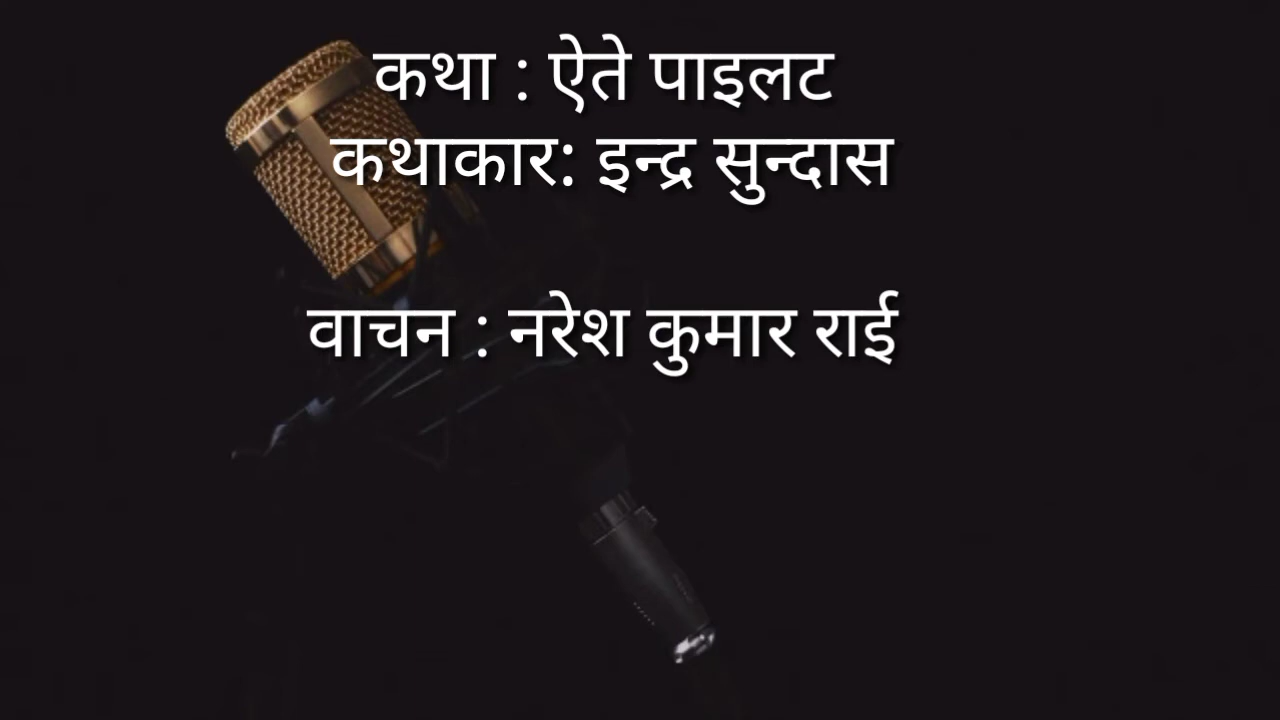 कथा : ऐते पाइलट
कथाकार: इन्द्र सुन्दास
वाचन : नरेश कुमार राई